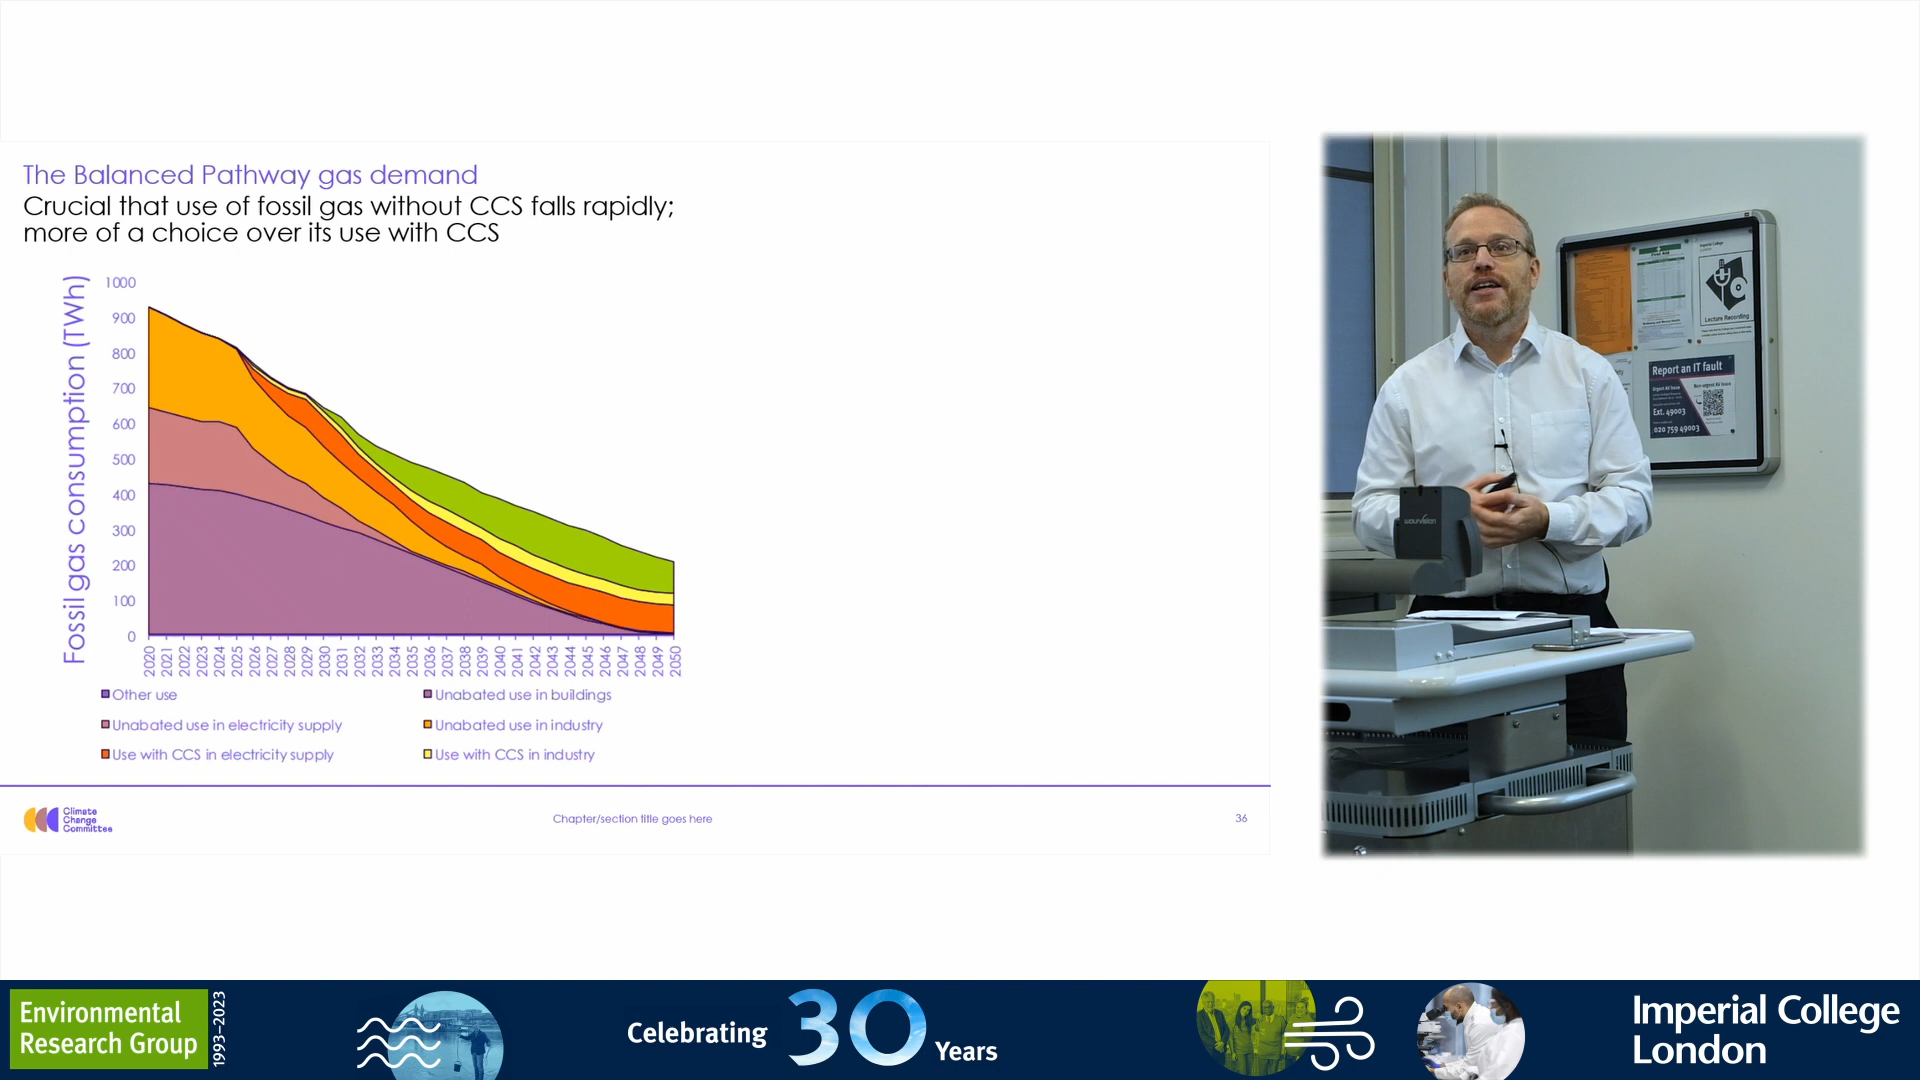 The Balanced Pathway gas demand
Crucial that use of fossil gas without CCS falls rapidly;
more of a choice over its use with CCS
Fossil gas consumption (TWh)
1000
900
800
700
600
500
400
300
200
100
0
2020
2021
2022
2023
2024
2025
2026
2027
2028
2029
2030
2031
2032
2033
2034
2035
2036
2037
2038
2039
2040
2041
2042
2043
2044
2045
2046
2047
2048
2049
2050
Other use
Unabated use in buildings
Unabated use in electricity supply
Unabated use in industry
Use with CCS in electricity supply
Use with CCS in industry
Climate
Change
Committee
Chapter/section title goes here
36
Imperial College
Lecture Recording
Report an IT fault
Ext. 49003
020 759 49003
wolfvision
Environmental
Research Group
1993–2023
Celebrating 30 Years
Imperial College
London